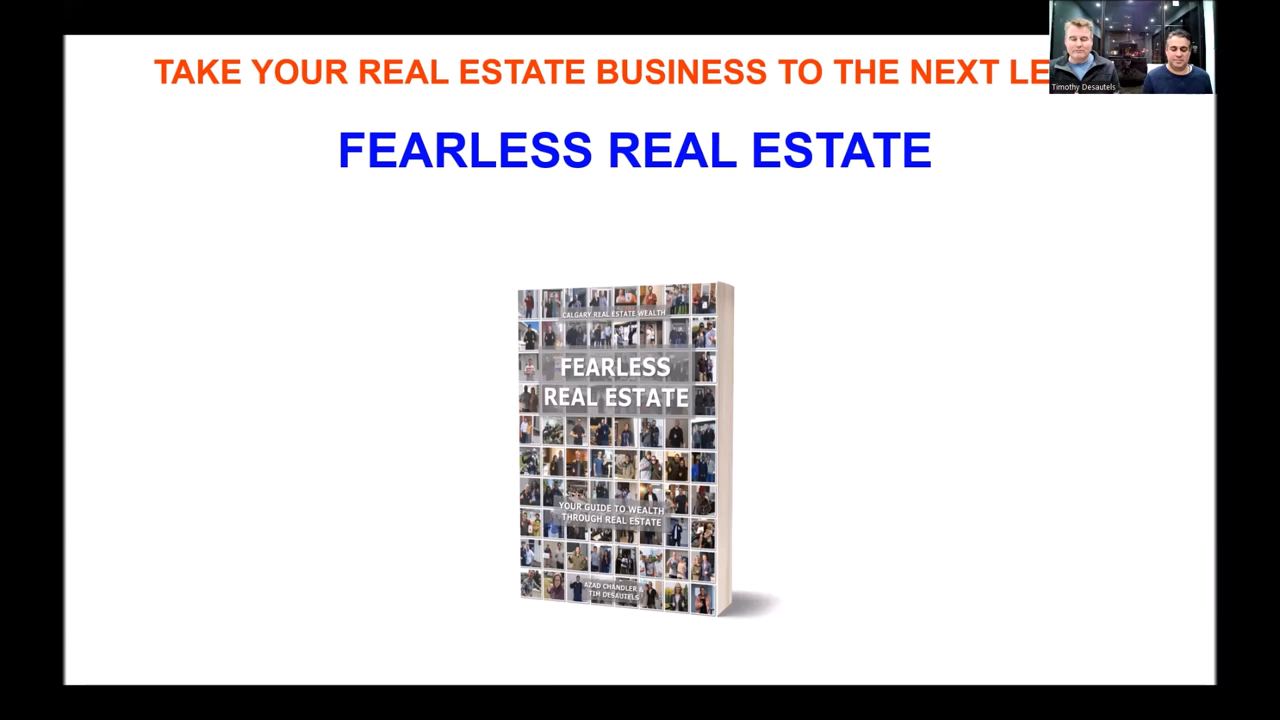 TAKE YOUR REAL ESTATE BUSINESS TO THE NEXT LE
Timothy Desautels
FEARLESS REAL ESTATE
CALGARY REAL ESTATE WEALTH
FEARLESS
REAL ESTATE
YOUR GUIDE TO WEALTH
THROUGH REAL ESTATE
AZAD CHANDLER &
TIM DESAUTELS